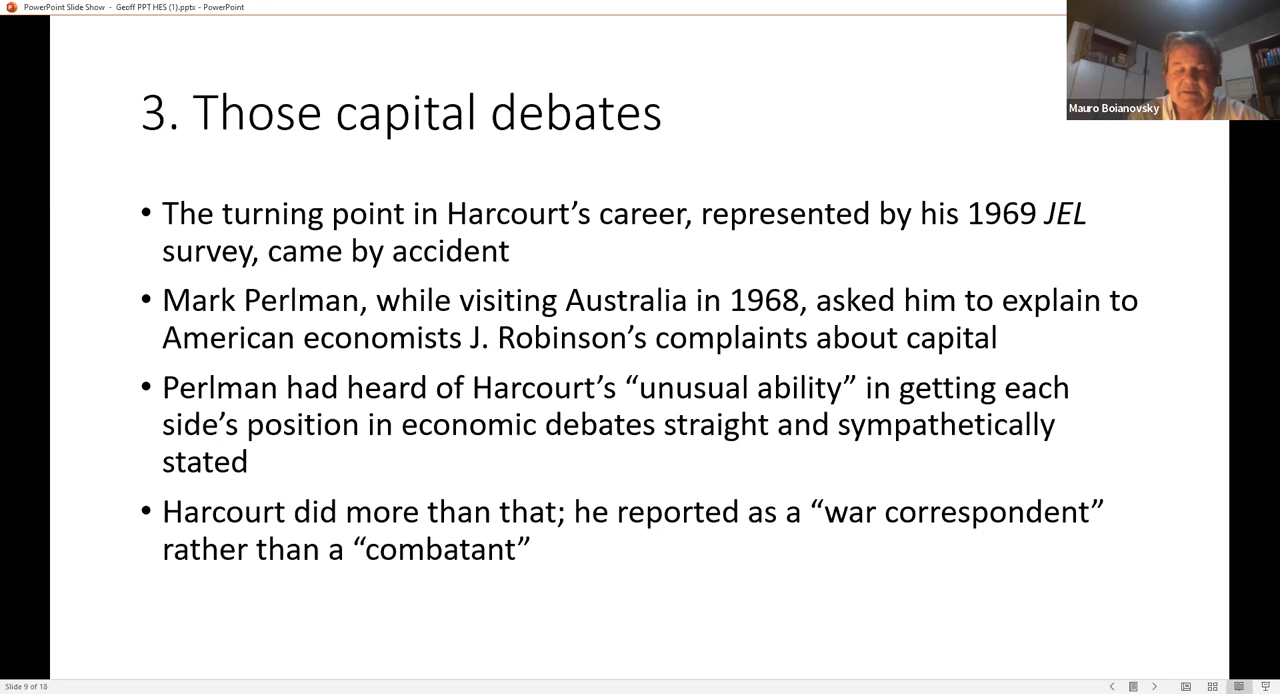 PowerPoint Slide Show - Geoff PPT HES (1).pptx - PowerPoint
Mauro Boianovsky
3. Those capital debates
• The turning point in Harcourt’s career, represented by his 1969 JEL
survey, came by accident
• Mark Perlman, while visiting Australia in 1968, asked him to explain to
American economists J. Robinson’s complaints about capital
• Perlman had heard of Harcourt’s “unusual ability” in getting each
side’s position in economic debates straight and sympathetically
stated
• Harcourt did more than that; he reported as a “war correspondent”
rather than a “combatant”
Slide 9 of 18